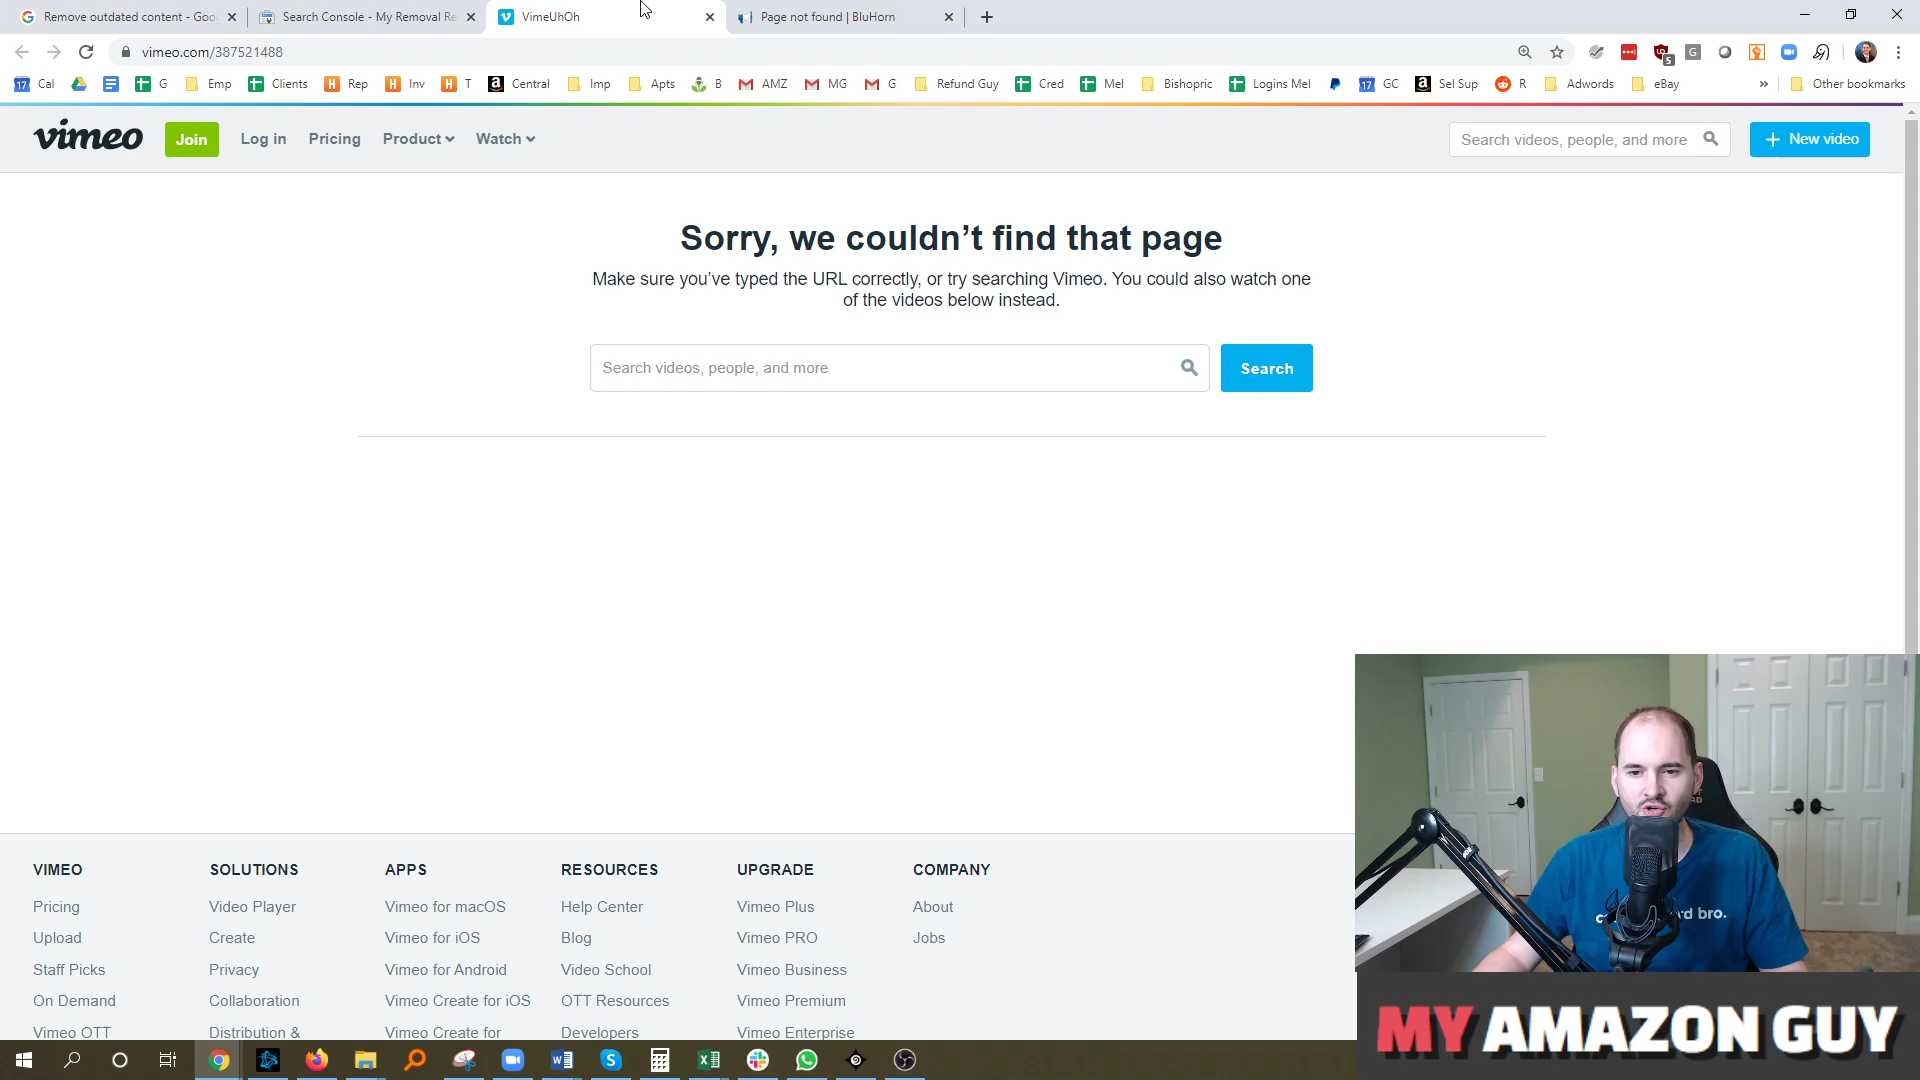 Remove outdated content - Goo
Search Console - My Removal Re
VimeUhOh
Page not found | BluHorn
vimeo.com/387521488
Cal
G
Emp
Clients
Rep
Inv
T
Central
Imp
Apts
B
AMZ
MG
G
Refund Guy
Cred
Mel
Bishopric
Logins Mel
GC
Sel Sup
R
Adwords
eBay
»
Other bookmarks
vimeo
Join
Log in
Pricing
Product
Watch
Search videos, people, and more
+ New video
Sorry, we couldn’t find that page
Make sure you’ve typed the URL correctly, or try searching Vimeo. You could also watch one
of the videos below instead.
Search videos, people, and more
Search
VIMEO
SOLUTIONS
APPS
RESOURCES
UPGRADE
COMPANY
Pricing
Video Player
Vimeo for macOS
Help Center
Vimeo Plus
About
Upload
Create
Vimeo for iOS
Blog
Vimeo PRO
Jobs
Staff Picks
Privacy
Vimeo for Android
Video School
Vimeo Business
On Demand
Collaboration
Vimeo Create for iOS
OTT Resources
Vimeo Premium
Vimeo OTT
Distribution &
Vimeo Create for
Developers
Vimeo Enterprise
rd bro.
MY AMAZON GUY